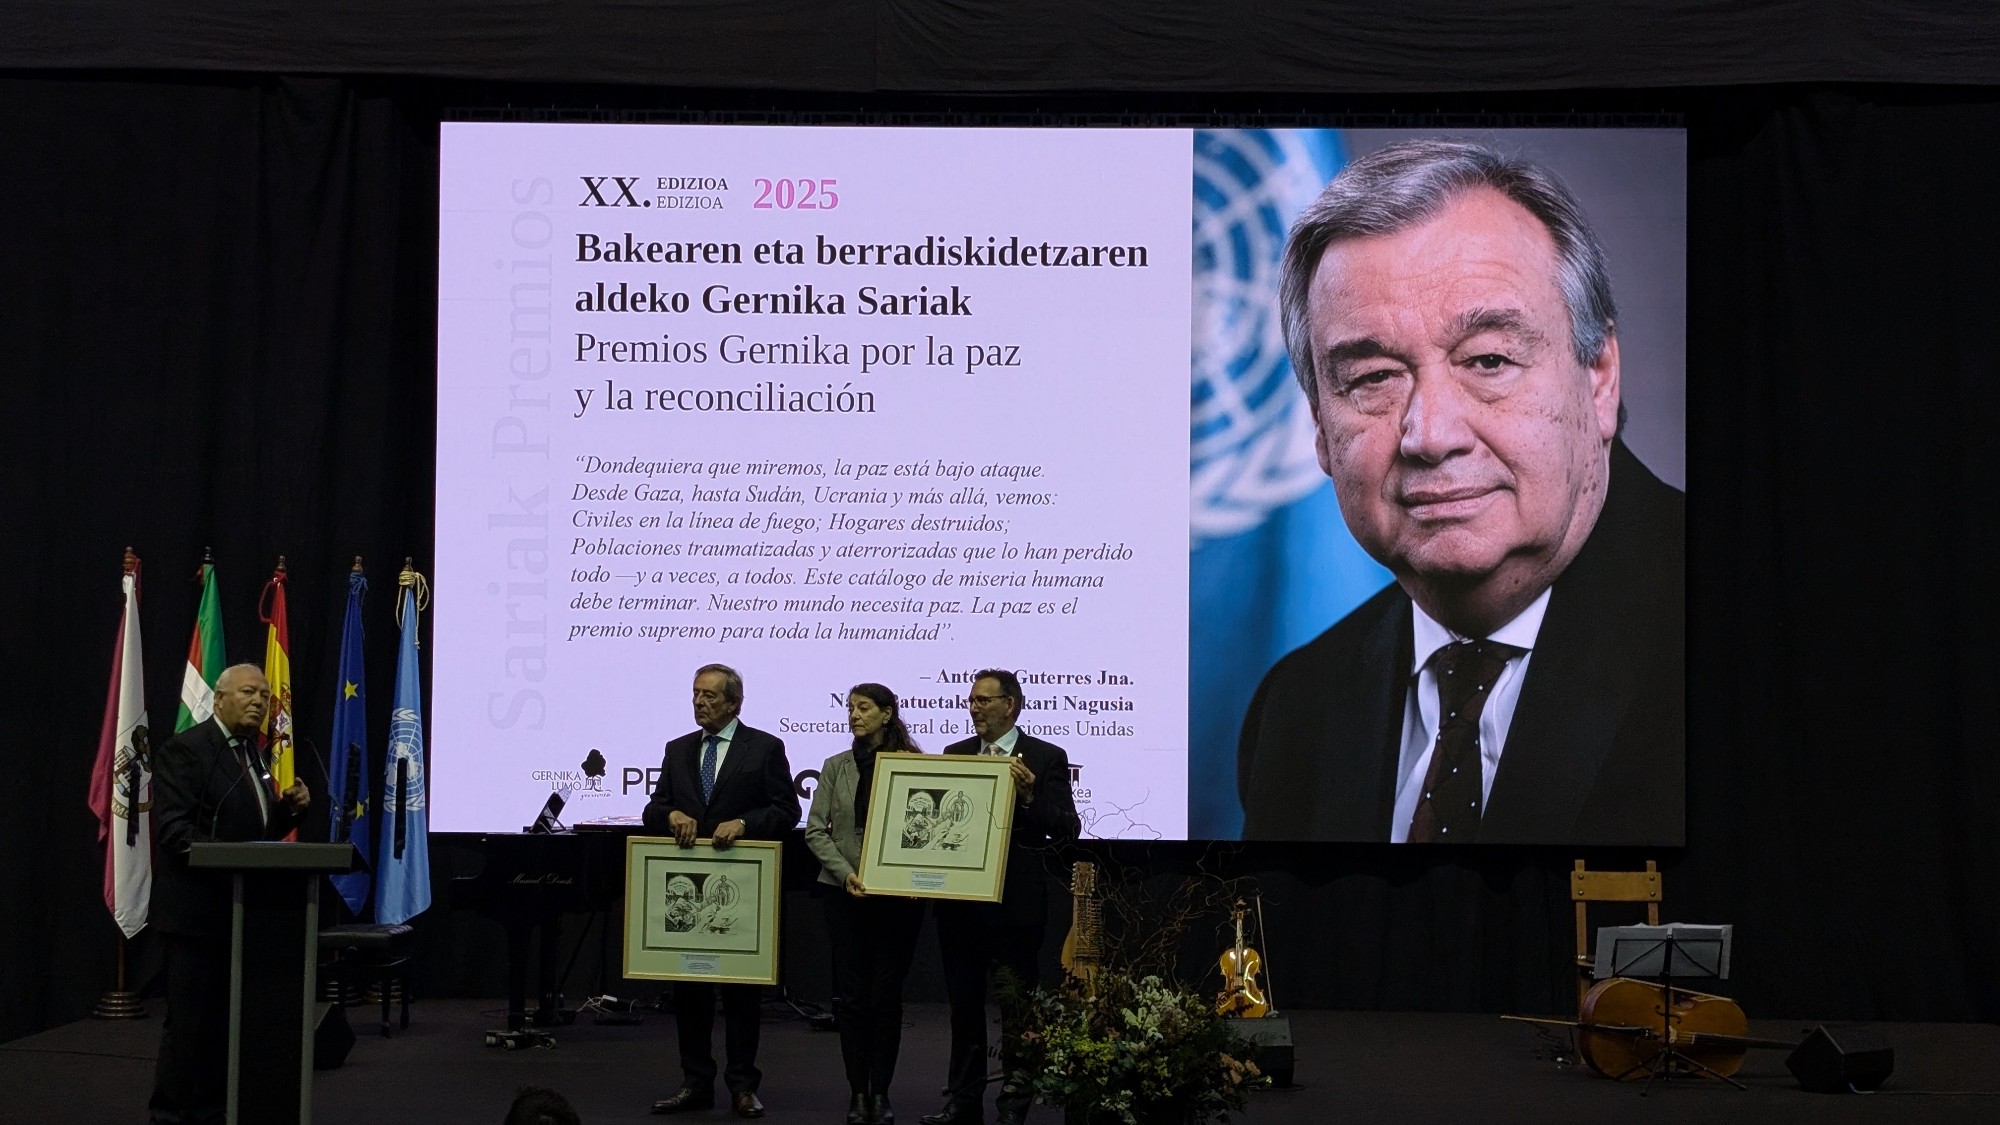 Sariak Premios
XX. EDIZIOA 2025
EDIZIOA
Bakearen eta berradiskidetzaren
aldeko Gernika Sariak
Premios Gernika por la paz
y la reconciliación
“Dondequiera que miremos, la paz está bajo ataque.
Desde Gaza, hasta Sudán, Ucrania y más allá, vemos:
Civiles en la línea de fuego; Hogares destruidos;
Poblaciones traumatizadas y aterrorizadas que lo han perdido
todo —y a veces, a todos. Este catálogo de miseria humana
debe terminar. Nuestro mundo necesita paz. La paz es el
premio supremo para toda la humanidad”.
– Guterres Jna.
Nagusia
de Unidas
GERNIKA
LUMO